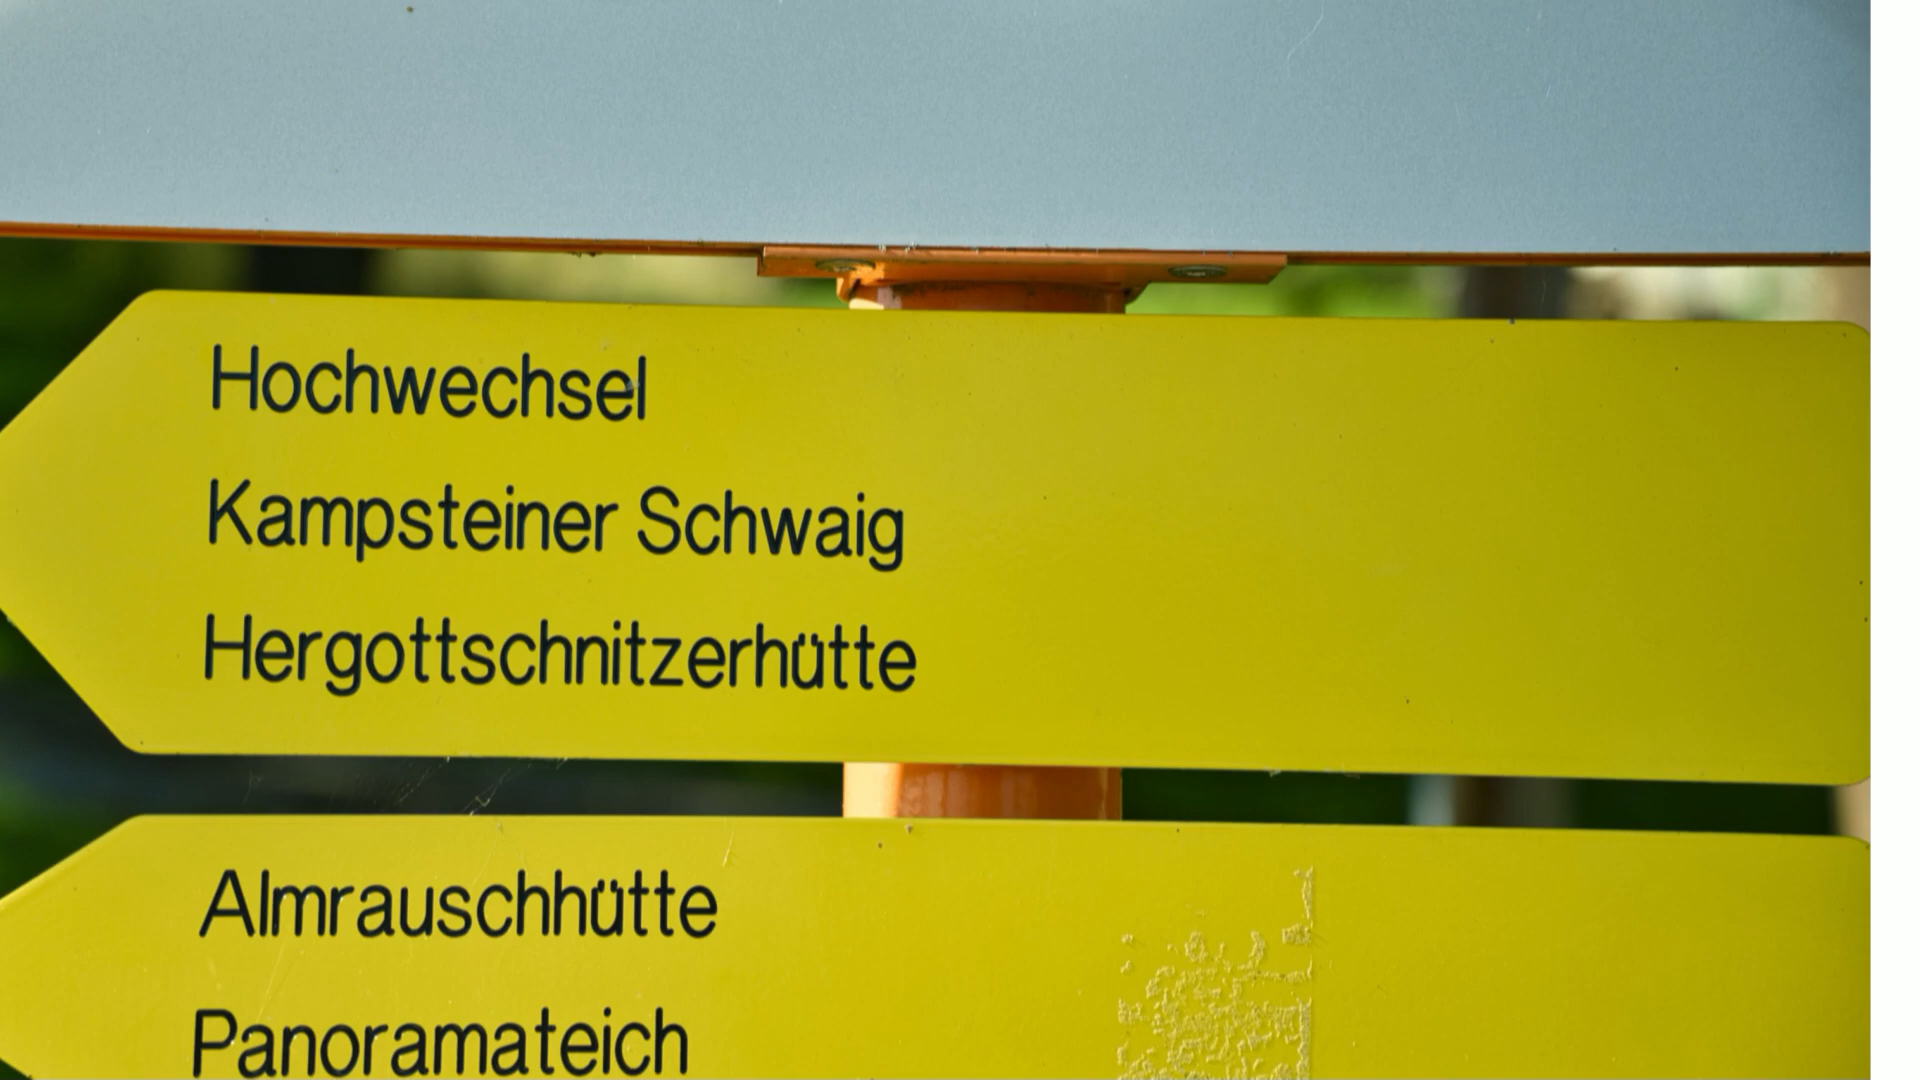 Hochwechsel
Kampsteiner Schwaig
Hergottschnitzerhütte
Almrauschhütte
Panoramateich